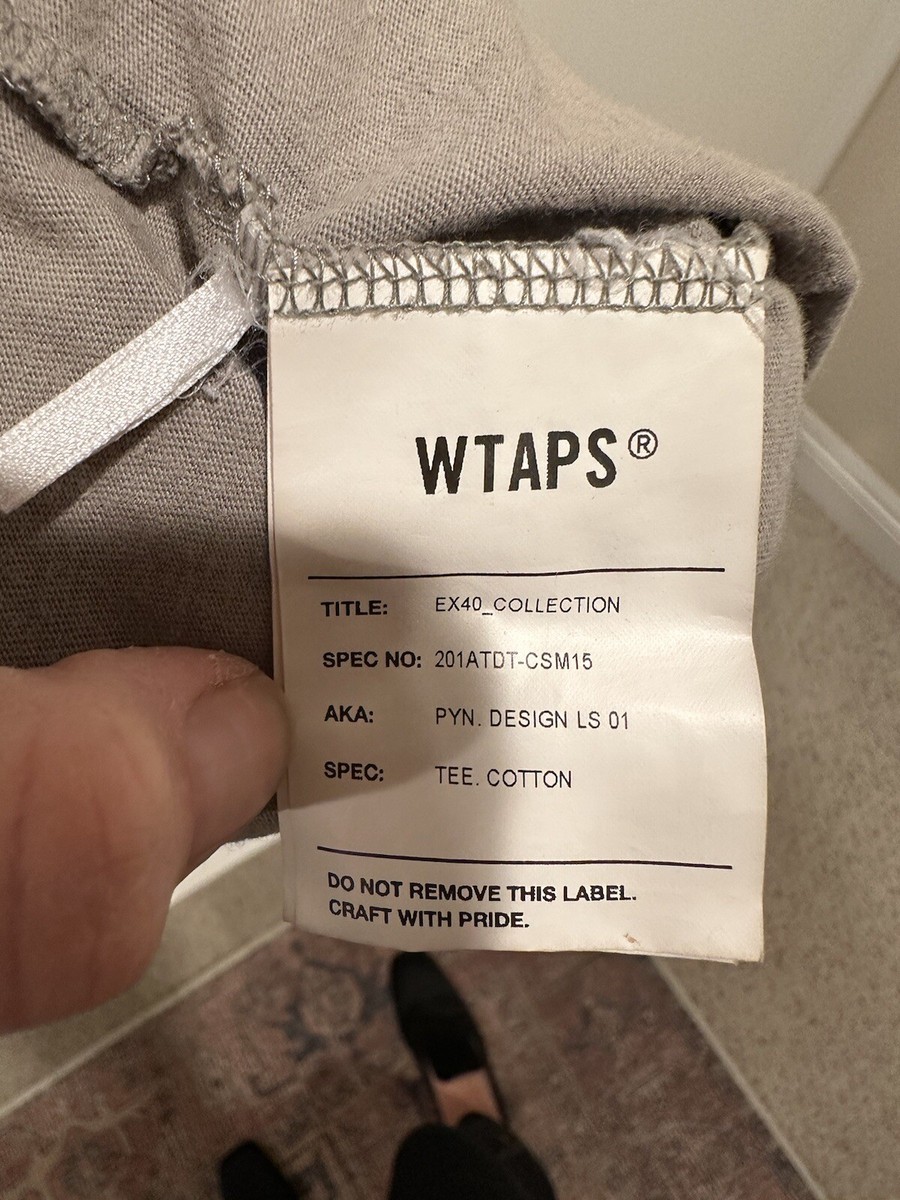 WTAPS®
TITLE: EX40_COLLECTION
SPEC NO: 201ATDT-CSM15
AKA: PYN. DESIGN LS 01
SPEC: TEE. COTTON
DO NOT REMOVE THIS LABEL.
CRAFT WITH PRIDE.